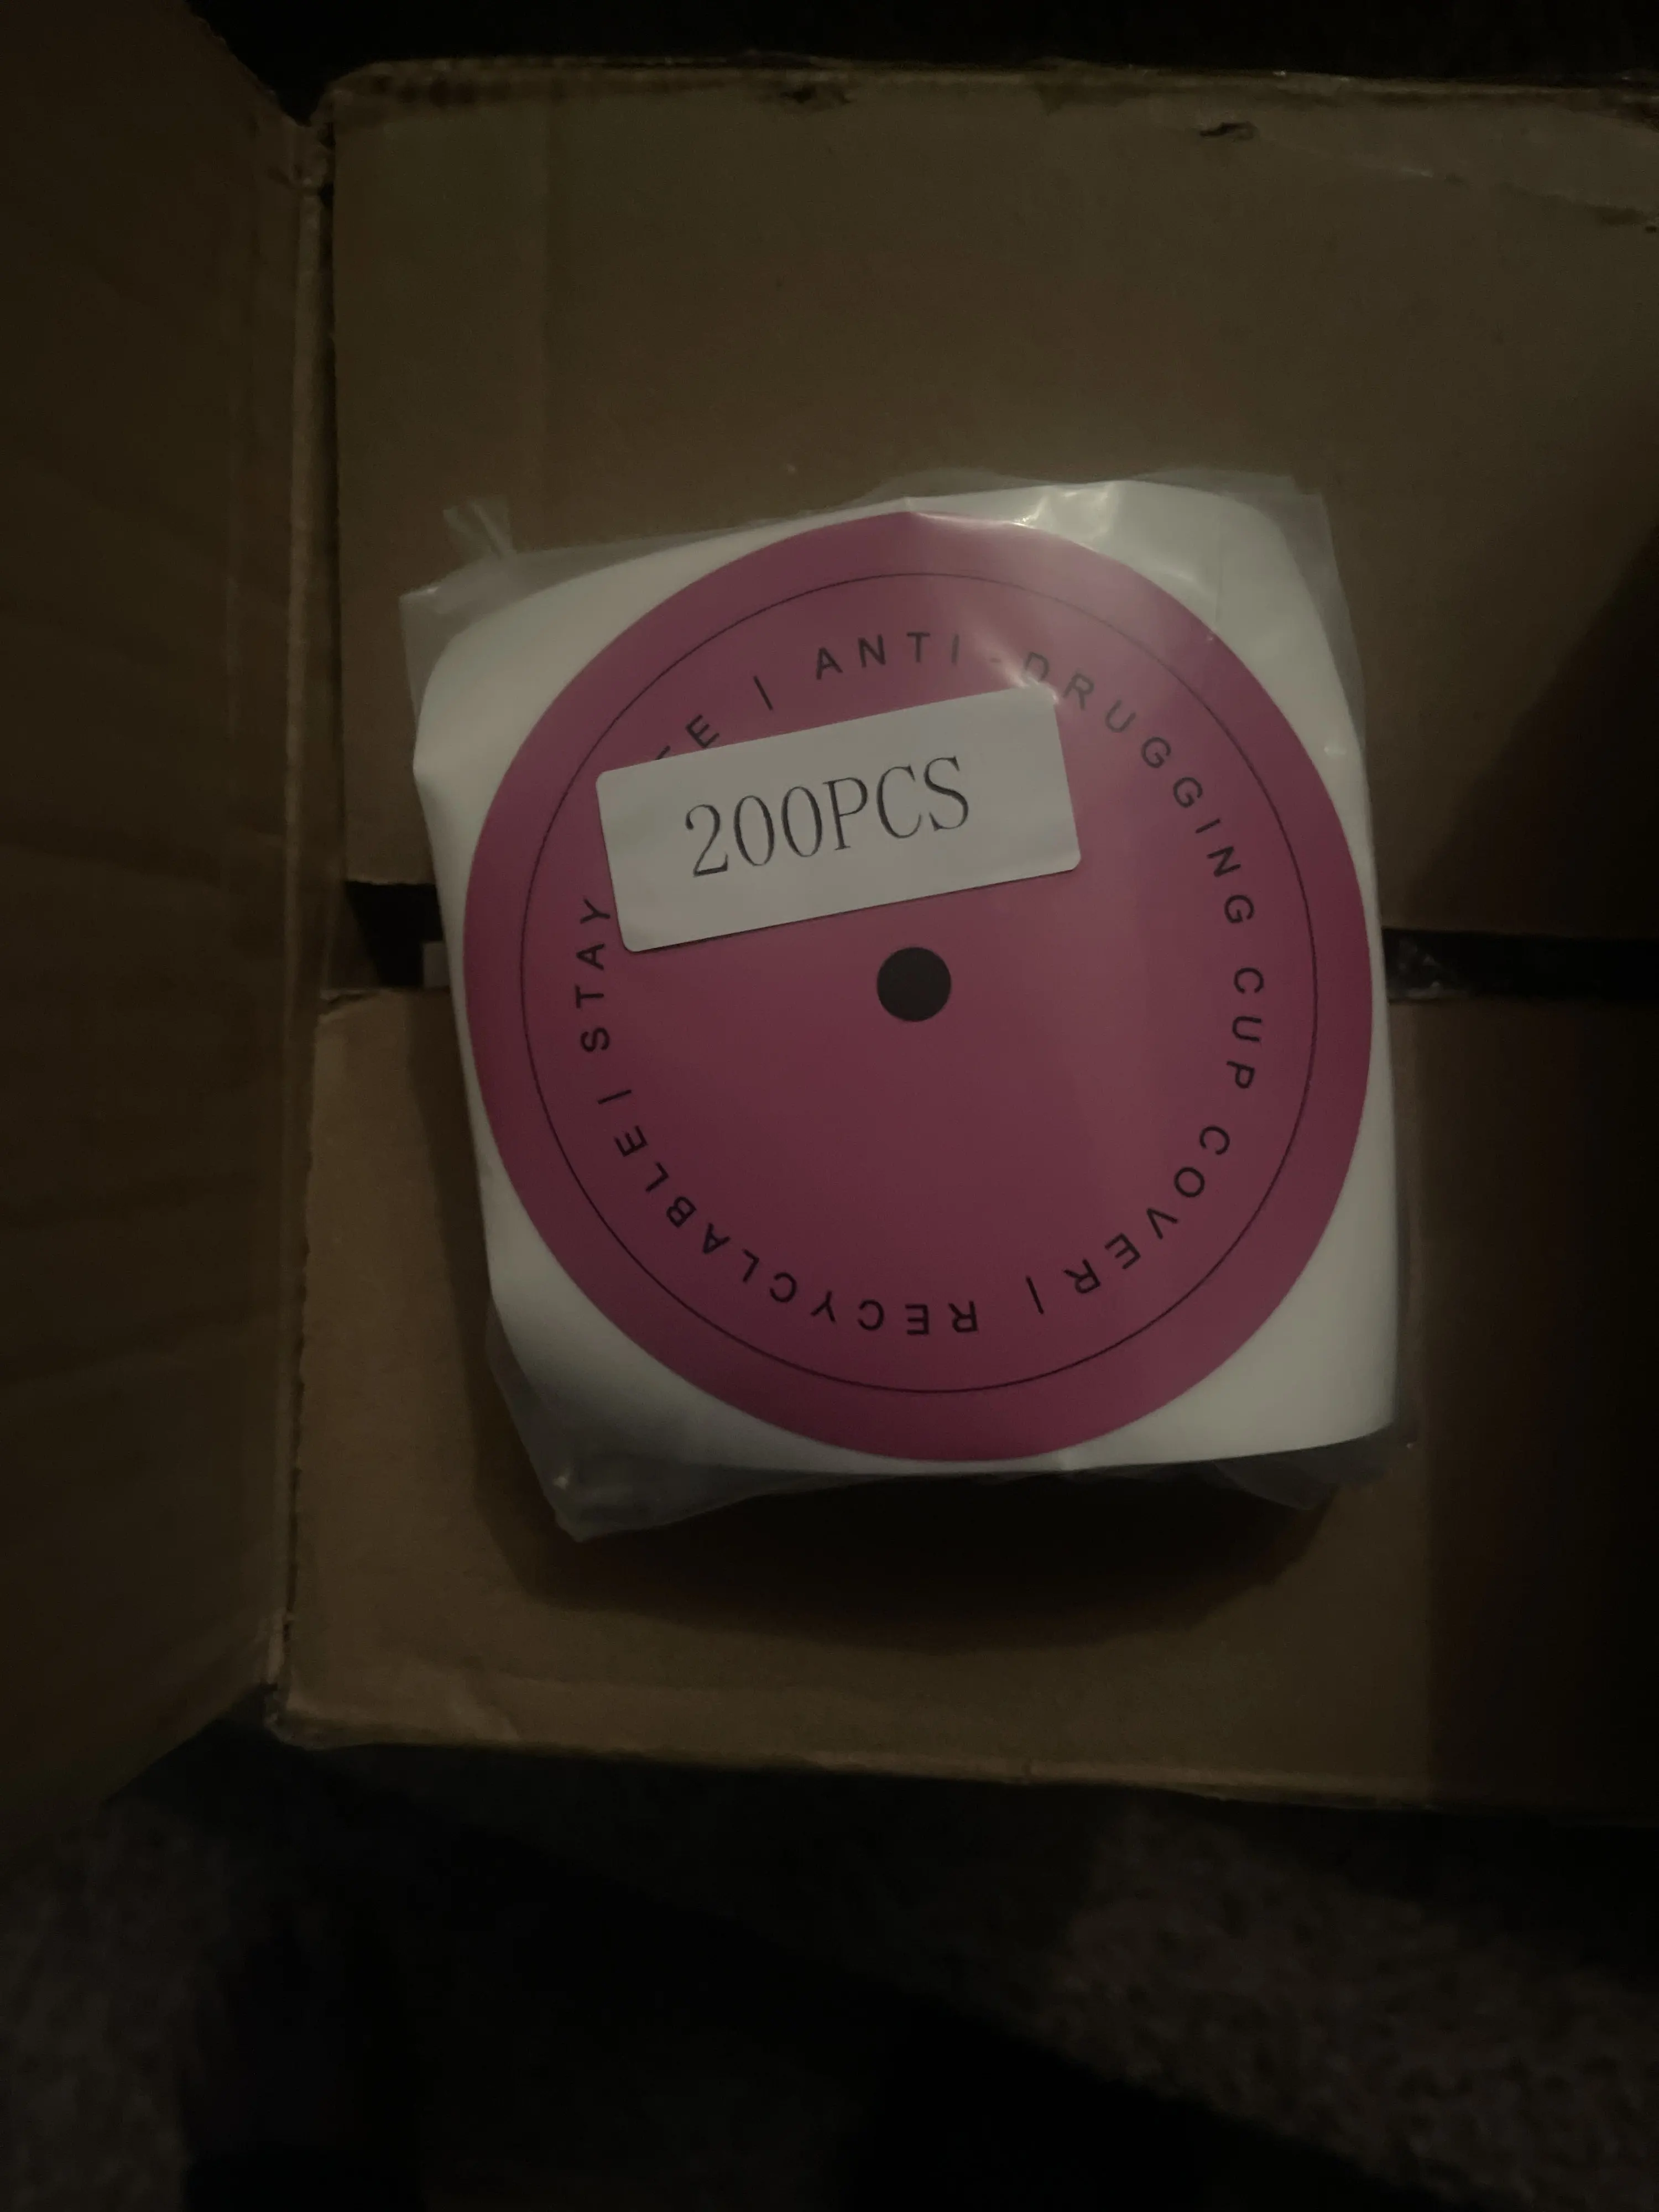 STAY
| ANTI-DRUGGING CUP COVER | RECYCLABLE |
200PCS